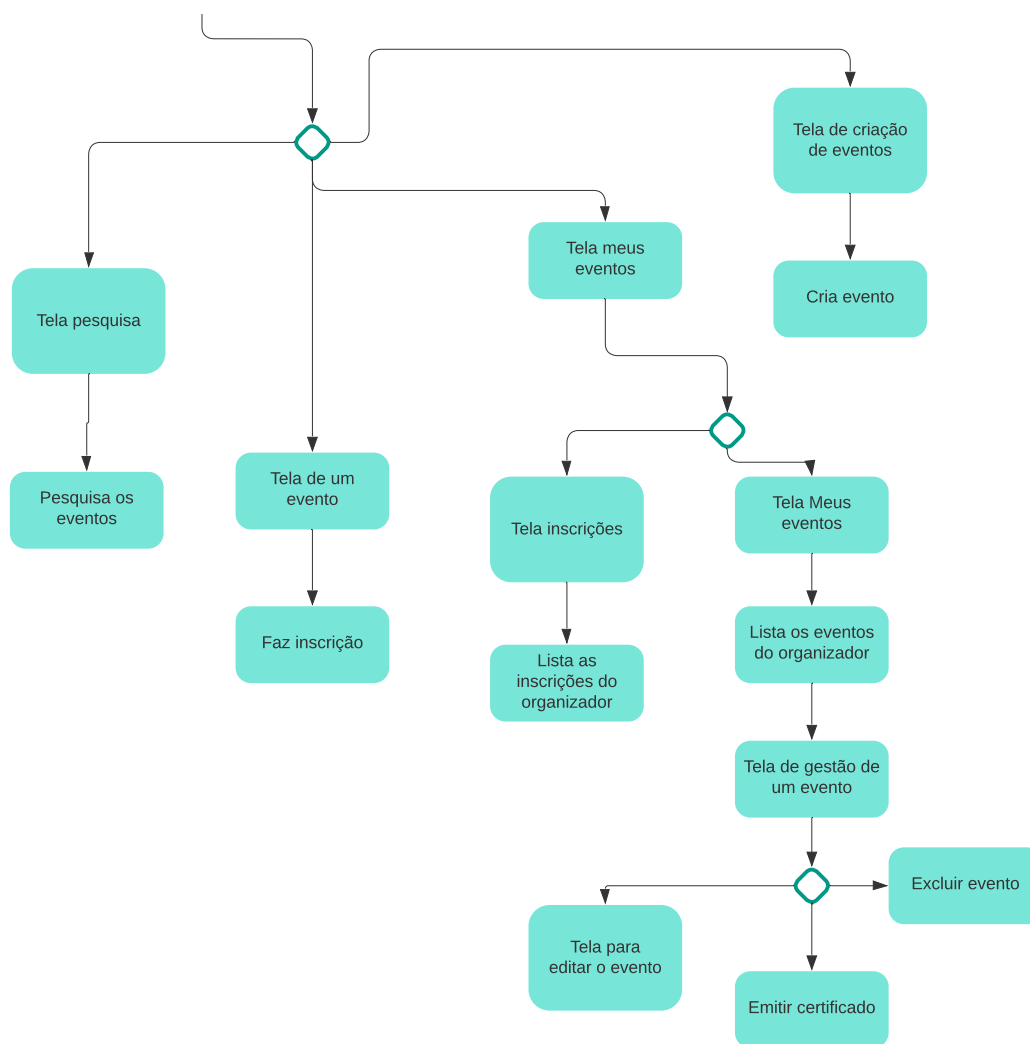 Tela de criação
de eventos
Tela meus
eventos
Cria evento
Tela pesquisa
Pesquisa os
eventos
Tela de um
evento
Tela inscrições
Tela Meus
eventos
Faz inscrição
Lista as
inscrições do
organizador
Lista os eventos
do organizador
Tela de gestão de
um evento
Excluir evento
Tela para
editar o evento
Emitir certificado